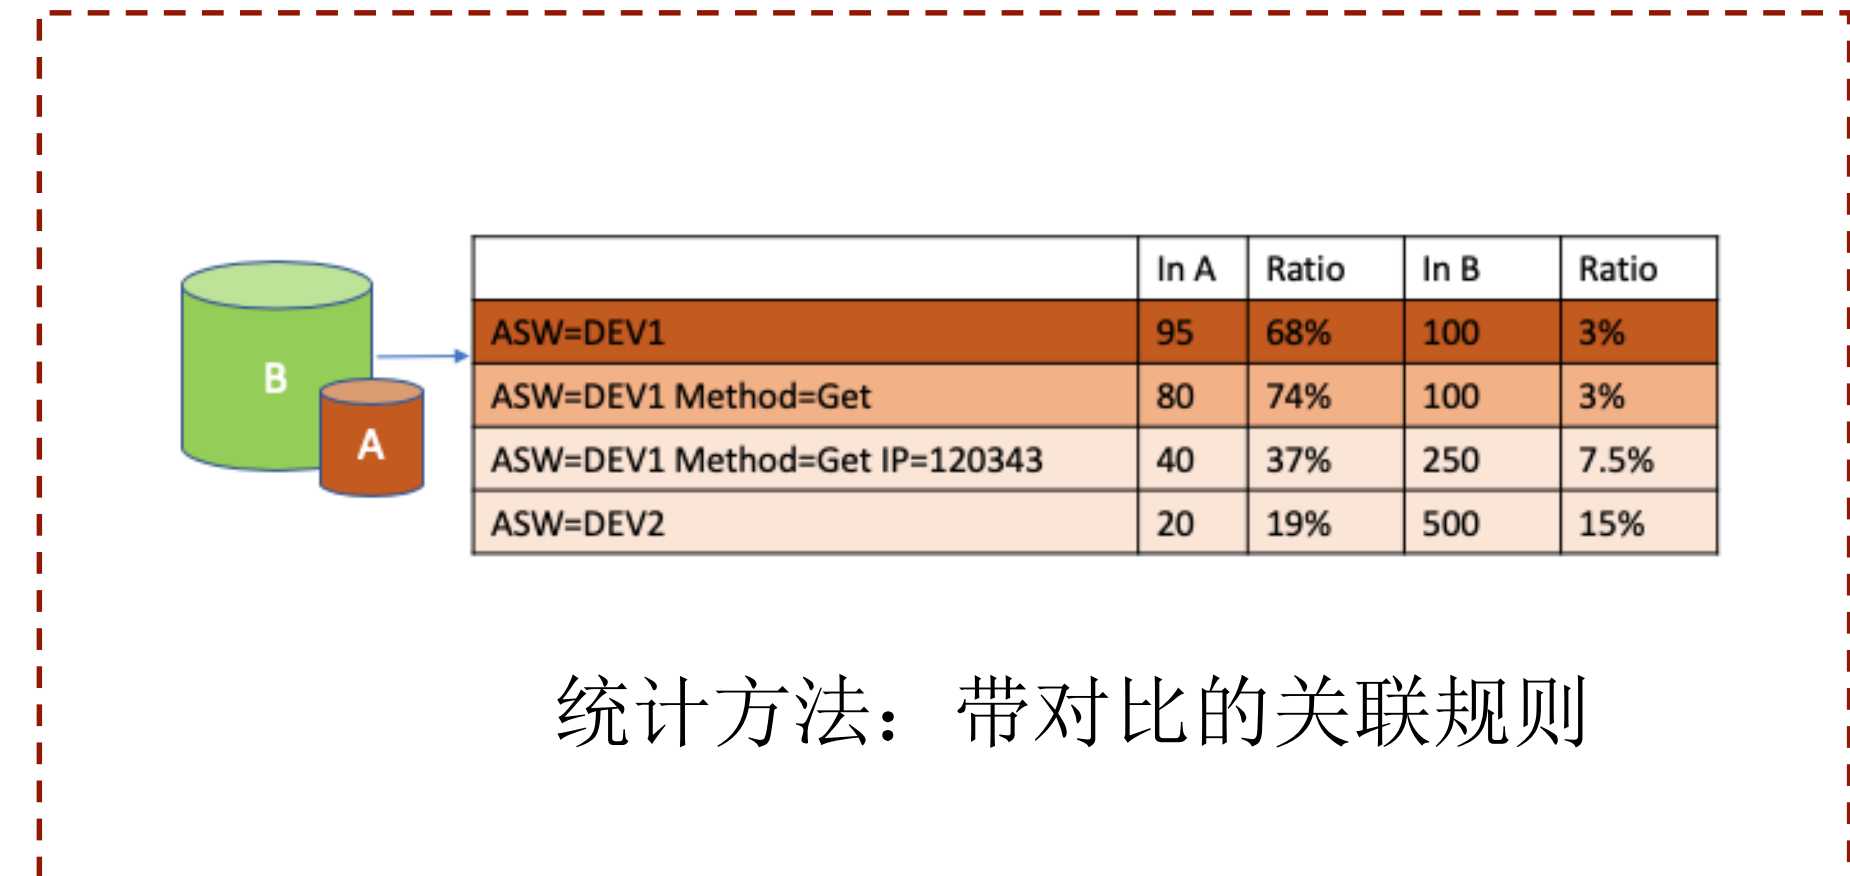 In A Ratio In B Ratio
ASW=DEV1 95 68% 100 3%
B
ASW=DEV1 Method=Get 80 74% 100 3%
A
ASW=DEV1 Method=Get IP=120343 40 37% 250 7.5%
ASW=DEV2 20 19% 500 15%
统计方法：带对比的关联规则